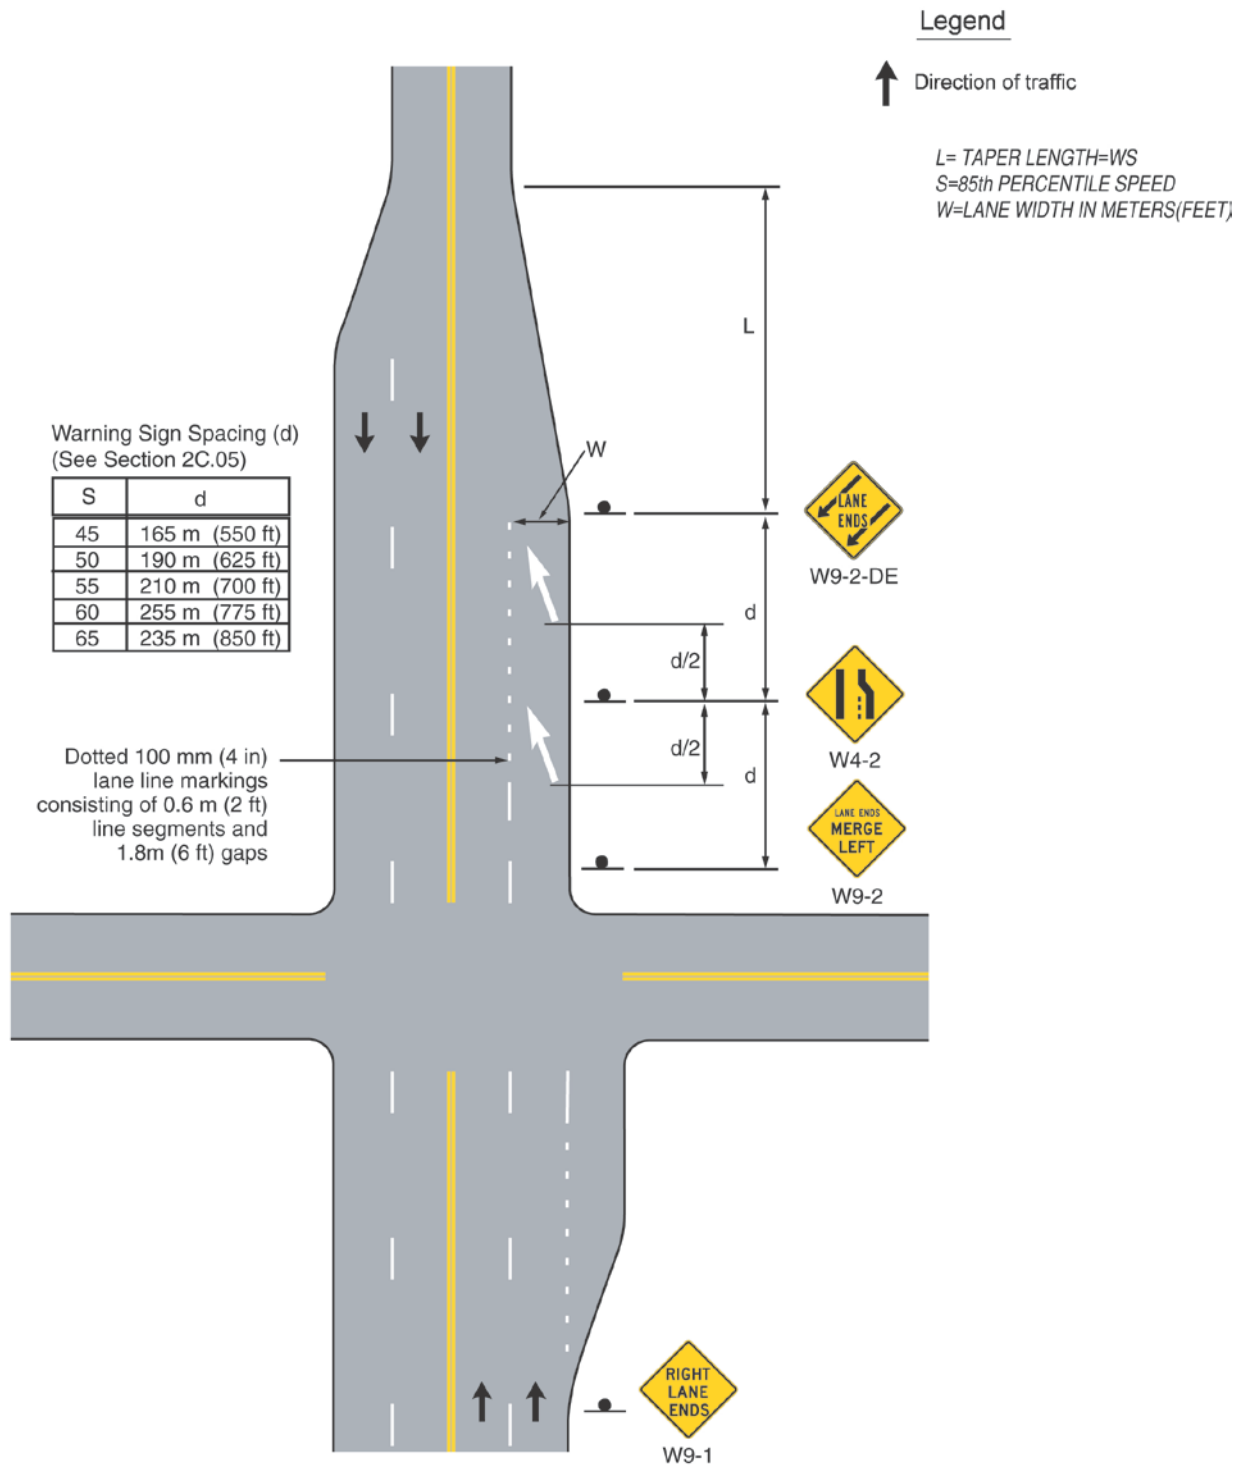 Legend
Direction of traffic
L= TAPER LENGTH=WS
S=85th PERCENTILE SPEED
W=LANE WIDTH IN METERS(FEET)
L
W
Warning Sign Spacing (d)
(See Section 2C.05)
S d
45 165 m (550 ft)
50 190 m (625 ft)
55 210 m (700 ft)
60 255 m (775 ft)
65 235 m (850 ft)
LANE
ENDS
W9-2-DE
d
d/2
W4-2
d/2
d
Dotted 100 mm (4 in)
lane line markings
consisting of 0.6 m (2 ft)
line segments and
1.8m (6 ft) gaps
LANE ENDS
MERGE
LEFT
W9-2
RIGHT
LANE
ENDS
W9-1